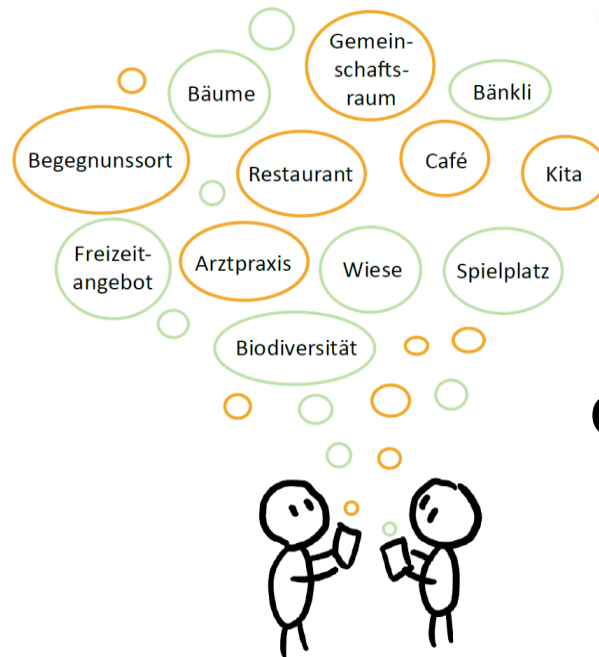 Gemein-
schafts-
raum
Bäume
Bänkli
Begegnunssort
Restaurant
Café
Kita
Freizeit-
angebot
Arztpraxis
Wiese
Spielplatz
Biodiversität